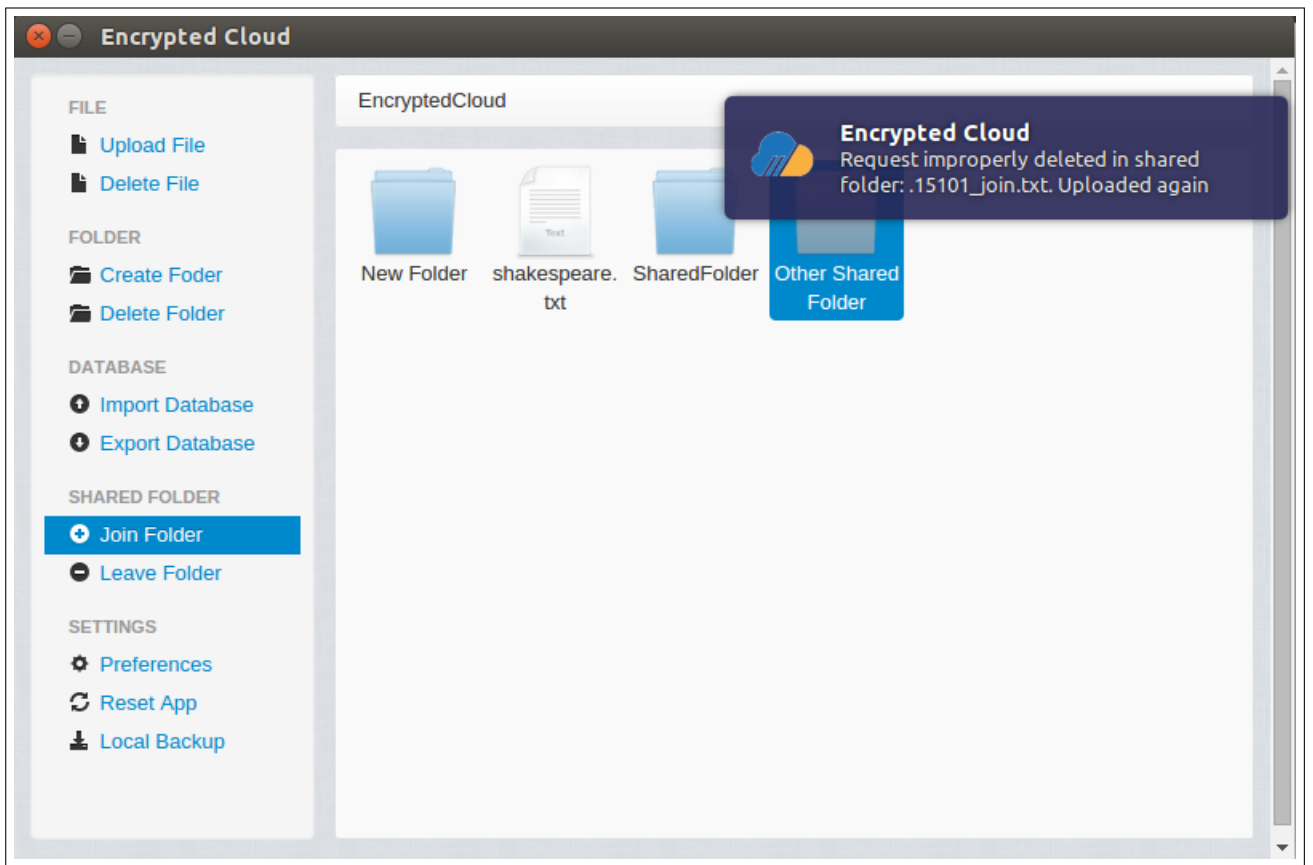 Encrypted Cloud
FILE
Upload File
Delete File
FOLDER
Create Foder
Delete Folder
DATABASE
Import Database
Export Database
SHARED FOLDER
Join Folder
Leave Folder
SETTINGS
Preferences
Reset App
Local Backup
EncryptedCloud
Encrypted Cloud
Request improperly deleted in shared
folder: .15101_join.txt. Uploaded again
Text
New Folder
shakespeare.
txt
SharedFolder
Other Shared
Folder